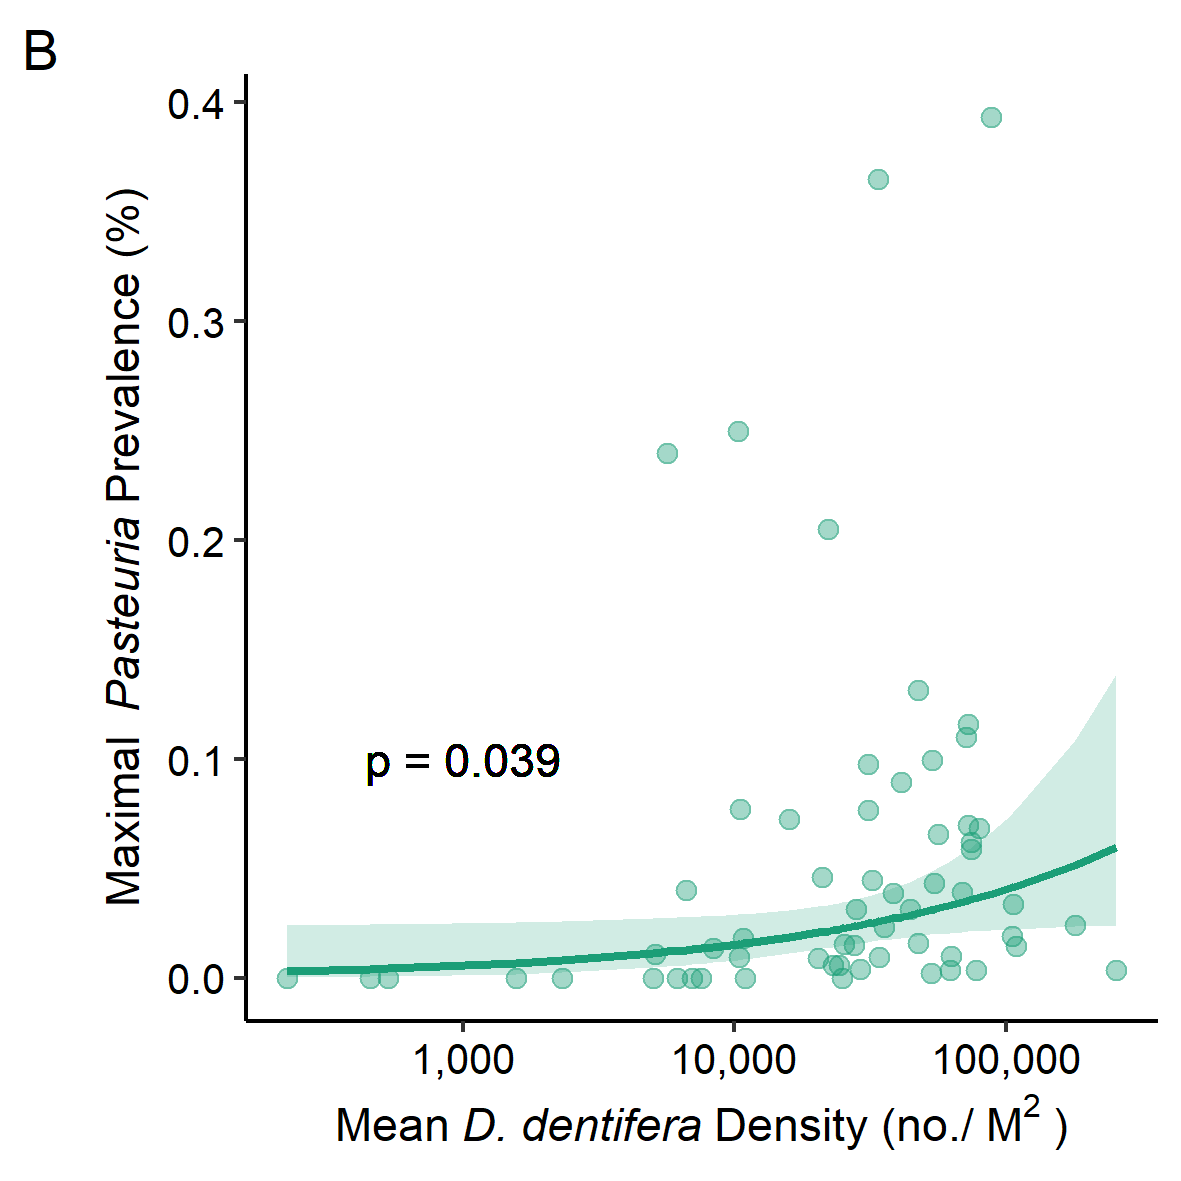 B
0.4
0.3
0.2
0.1
0.0
Maximal Pasteuria Prevalence (%)
p = 0.039
1,000 10,000 100,000
Mean D. dentifera Density (no./ M² )